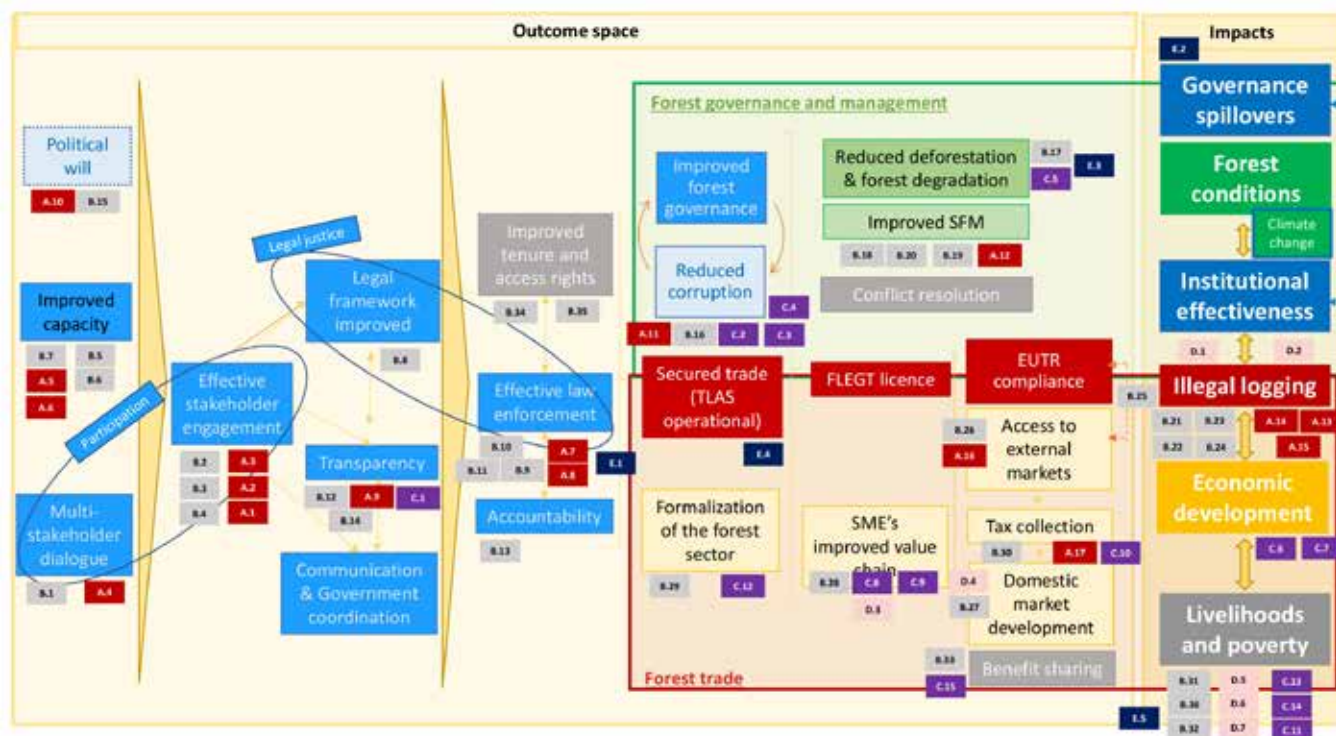 Outcome space
Impacts
E.2
Governance
spillovers
Forest governance and management
Political
will
A.10
B.15
Improved
forest
governance
Reduced deforestation
& forest degradation
B.17
C.5
E.3
Forest
conditions
Improved SFM
B.18
B.20
B.19
A.12
Climate
change
Legal justice
Improved
tenure and
access rights
B.34
B.35
Legal
framework
improved
B.8
Reduced
corruption
C.4
A.11
B.16
C.2
C.3
Conflict resolution
Institutional
effectiveness
D.1
D.2
Improved
capacity
B.7
B.5
A.5
B.6
A.6
Participation
Effective
stakeholder
engagement
B.2
A.3
B.3
A.2
B.4
A.1
Effective law
enforcement
B.10
A.7
B.11
B.9
A.8
E.1
Secured trade
(TLAS
operational)
E.4
FLEGT licence
EUTR
compliance
B.25
Illegal logging
B.21
B.23
A.14
A.13
B.22
B.24
A.15
B.26
A.16
Access to
external
markets
Transparency
B.12
A.9
C.1
B.14
Multi-
stakeholder
dialogue
B.1
A.4
Accountability
B.13
Formalization
of the forest
sector
B.29
C.12
SME's
improved value
chain
B.28
C.8
C.9
D.3
Tax collection
B.30
A.17
C.10
D.4
B.27
Domestic
market
development
Economic
development
C.6
C.7
Communication
& Government
coordination
Livelihoods
and poverty
B.33
C.15
Benefit sharing
Forest trade
B.31
D.5
C.13
B.36
D.6
C.14
B.32
D.7
C.11
E.5